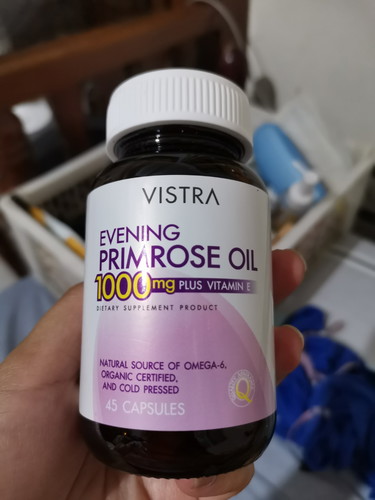 VISTRA
EVENING
PRIMROSE OIL
1000mg PLUS VITAMIN E
DIETARY SUPPLEMENT PRODUCT
NATURAL SOURCE OF OMEGA-6,
ORGANIC CERTIFIED,
AND COLD PRESSED
45 CAPSULES
Q